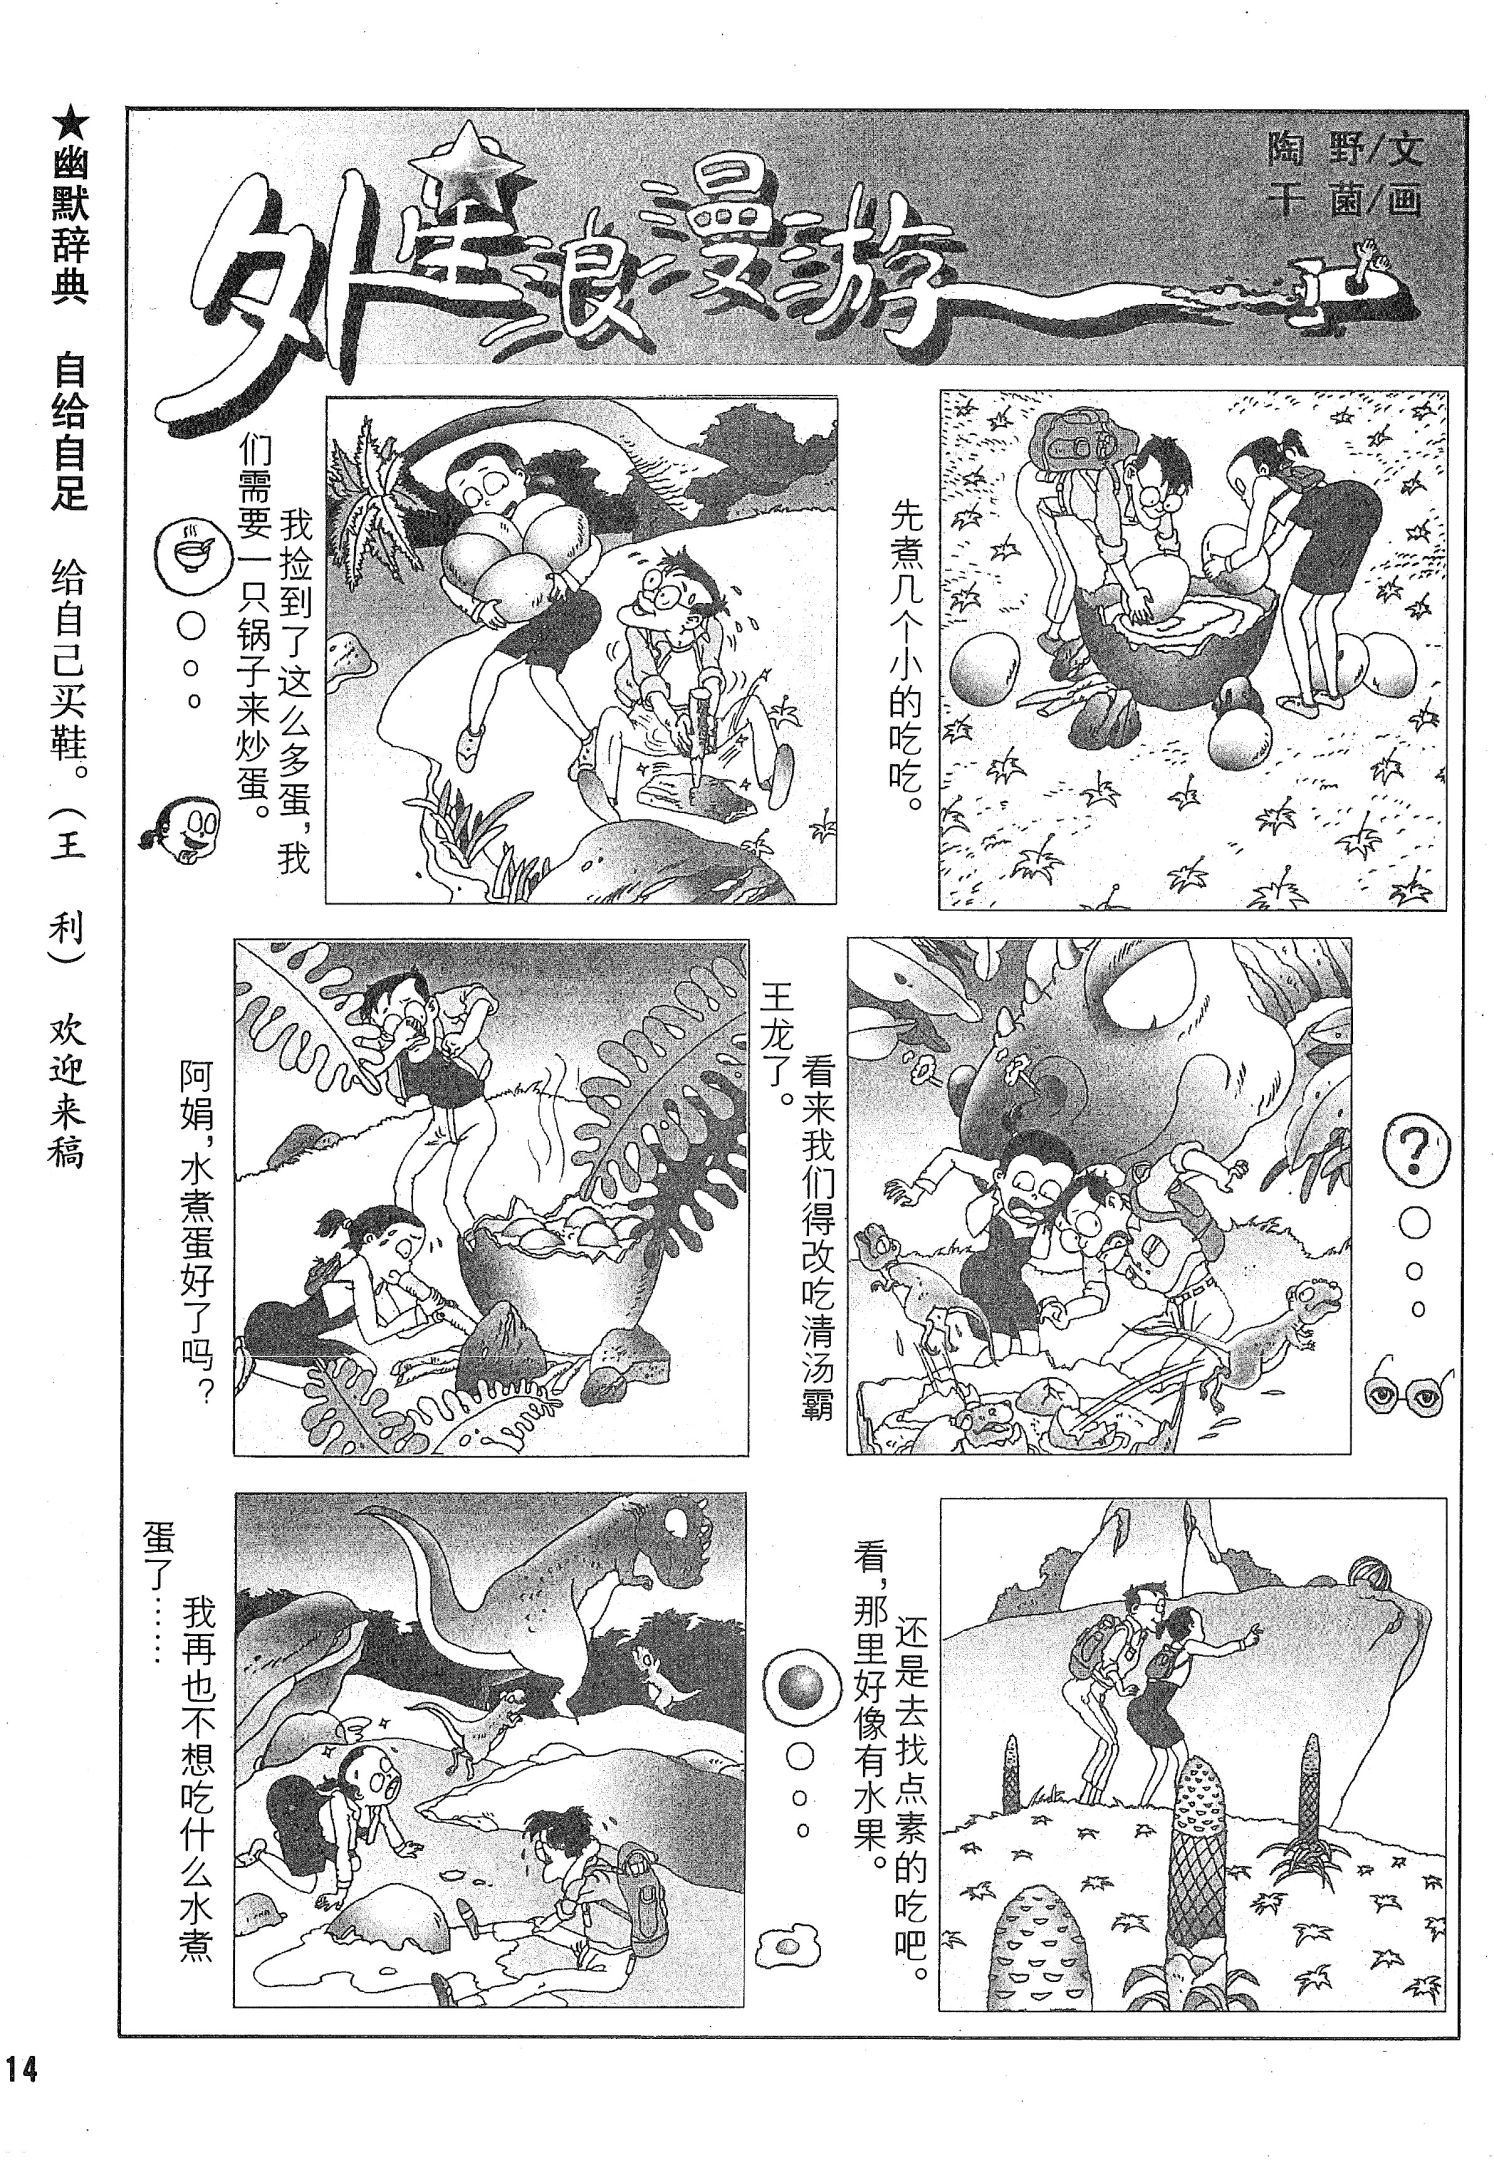 ★幽默辞典 自给自足 给自己买鞋。(王 利) 欢迎来稿
外星浪漫游
陶 野/文
干 菌/画
我捡到了这么多蛋,我
们需要一只锅子来炒蛋。
先煮几个小的吃吃。
阿娟,水煮蛋好了吗?
看来我们得改吃清汤霸
王龙了。
?
我再也不想吃什么水煮
蛋了……
还是去找点素的吃吧。
看,那里好像有水果。
14